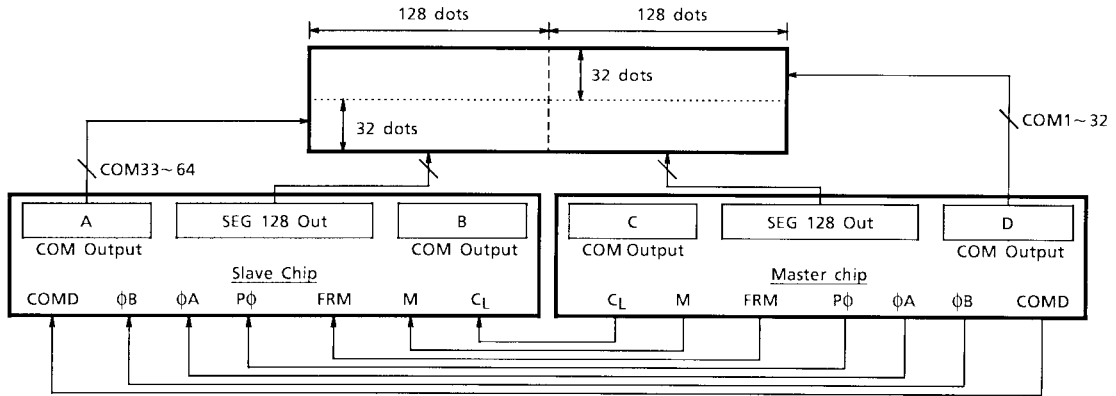 128 dots 128 dots
32 dots
32 dots
COM1~32
COM33~64
A SEG 128 Out B C SEG 128 Out D
COM Output COM Output COM Output COM Output
Slave Chip Master chip
COMD ϕB ϕA Pϕ FRM M CL CL M FRM Pϕ ϕA ϕB COMD